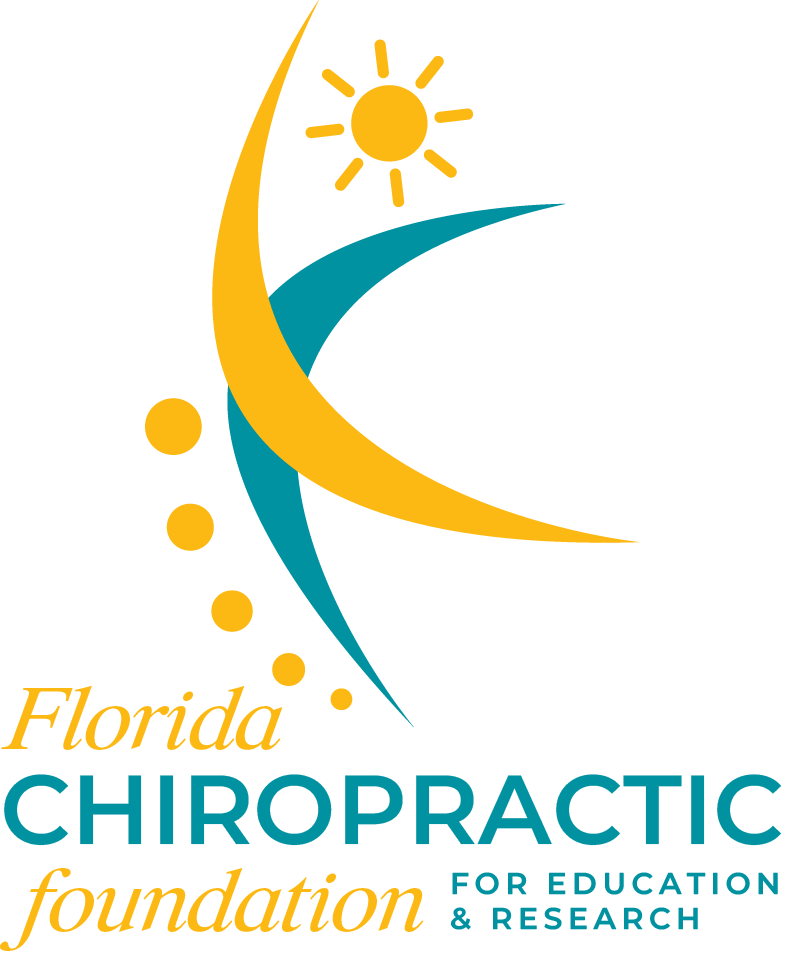 Florida
CHIROPRACTIC
foundation
FOR EDUCATION
& RESEARCH